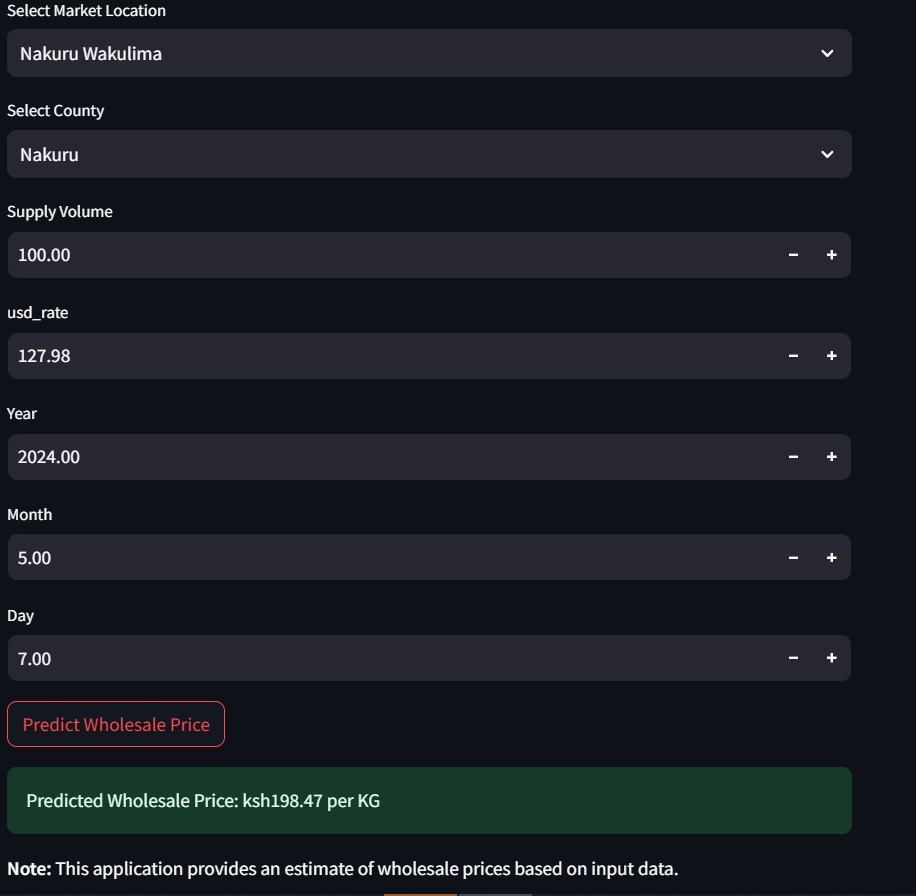 Select Market Location
Nakuru Wakulima
Select County
Nakuru
Supply Volume
100.00
usd_rate
127.98
Year
2024.00
Month
5.00
Day
7.00
Predict Wholesale Price
Predicted Wholesale Price: ksh198.47 per KG
Note: This application provides an estimate of wholesale prices based on input data.